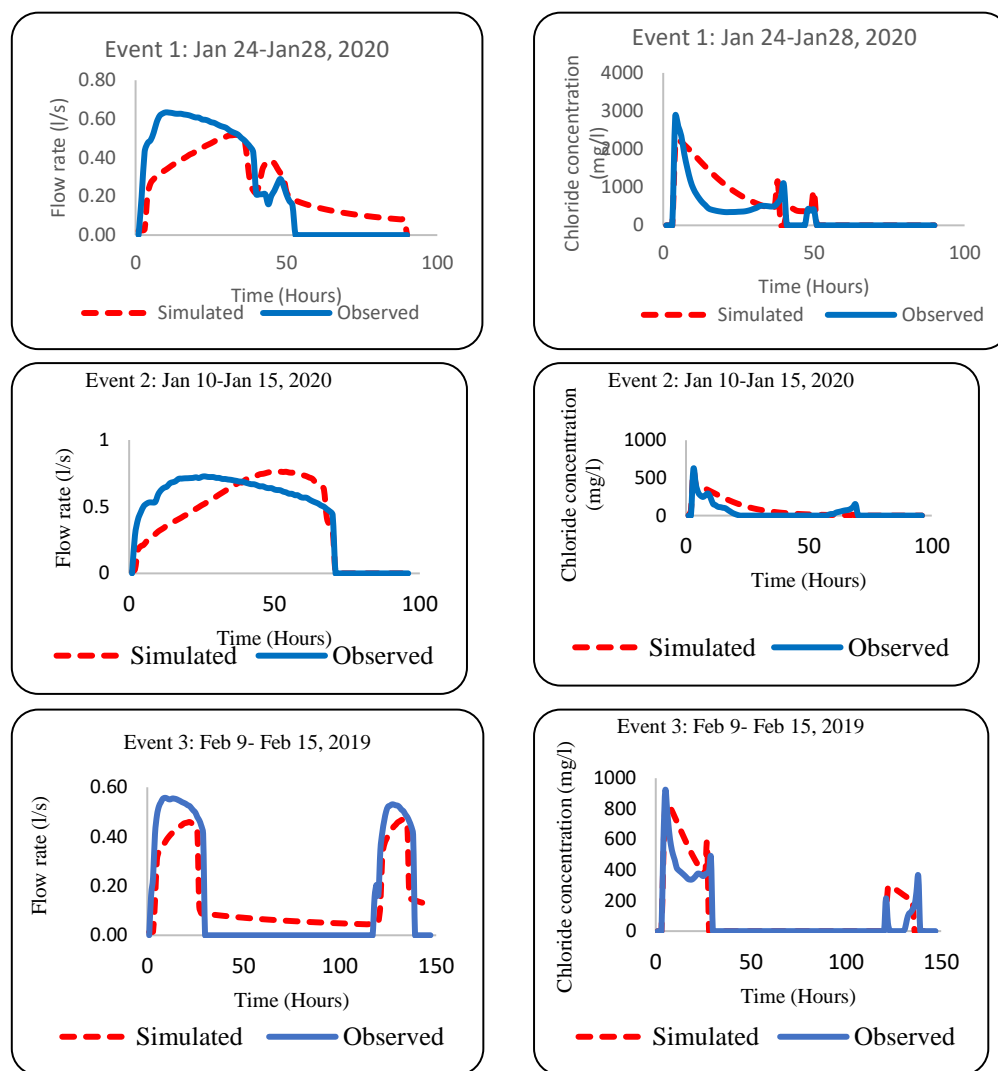 Event 1: Jan 24-Jan28, 2020
Flow rate (l/s)
0.80
0.60
0.40
0.20
0.00
0
50
100
Time (Hours)
Simulated
Observed
Event 1: Jan 24-Jan28, 2020
Chloride concentration
(mg/l)
4000
3000
2000
1000
0
0
50
100
Time (Hours)
Simulated
Observed
Event 2: Jan 10-Jan 15, 2020
Flow rate (l/s)
1
0.5
0
0
50
100
Time (Hours)
Simulated
Observed
Event 2: Jan 10-Jan 15, 2020
Chloride concentration
(mg/l)
1000
500
0
0
50
100
Time (Hours)
Simulated
Observed
Event 3: Feb 9- Feb 15, 2019
Flow rate (l/s)
0.60
0.40
0.20
0.00
0
50
100
150
Time (Hours)
Simulated
Observed
Event 3: Feb 9- Feb 15, 2019
Chloride concentration (mg/l)
1000
800
600
400
200
0
0
50
100
150
Time (Hours)
Simulated
Observed